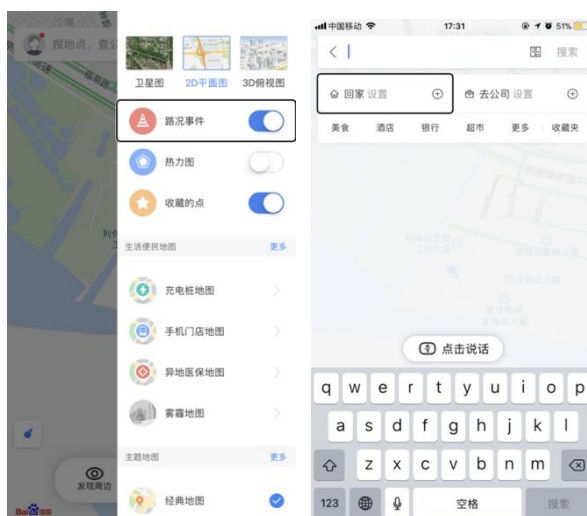 搜地点、查公
卫星图 2D平面图 3D俯视图
路况事件
热力图
收藏的点
生活便民地图 更多
充电桩地图
手机门店地图
异地医保地图
雾霾地图
主题地图 更多
经典地图
发现周边
中国移动 17:31 51%
搜索
回家 设置 去公司 设置
美食 酒店 银行 超市 更多 收藏夹
点击说话
q w e r t y u i o p
a s d f g h j k l
z x c v b n m
123 空格 搜索